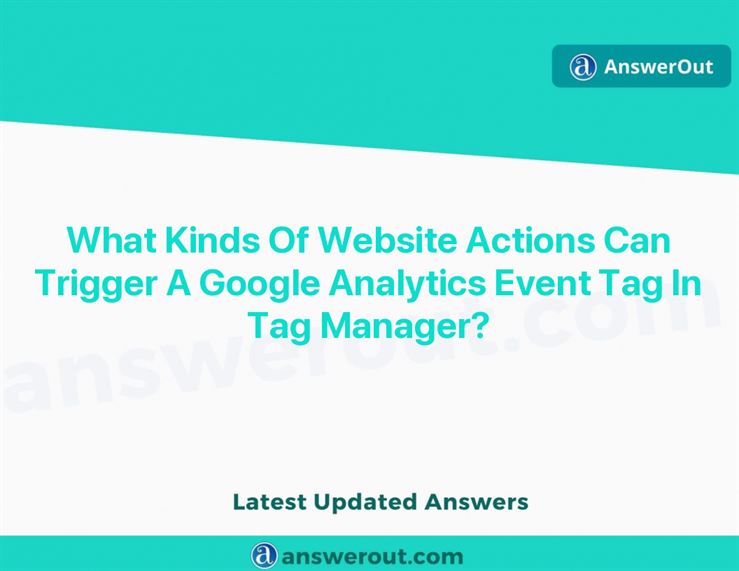 AnswerOut
What Kinds Of Website Actions Can
Trigger A Google Analytics Event Tag In
Tag Manager?
answerout.com
Latest Updated Answers
answerout.com